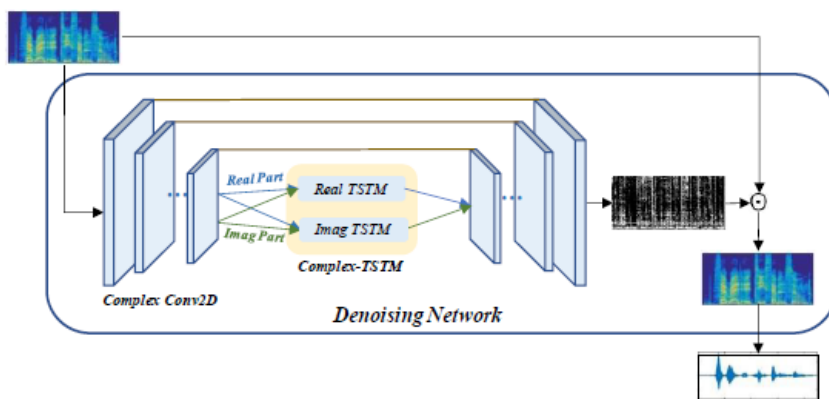 Real Part
Real TSTM
Imag TSTM
Imag Part
Complex-TSTM
Complex Conv2D
Denoising Network